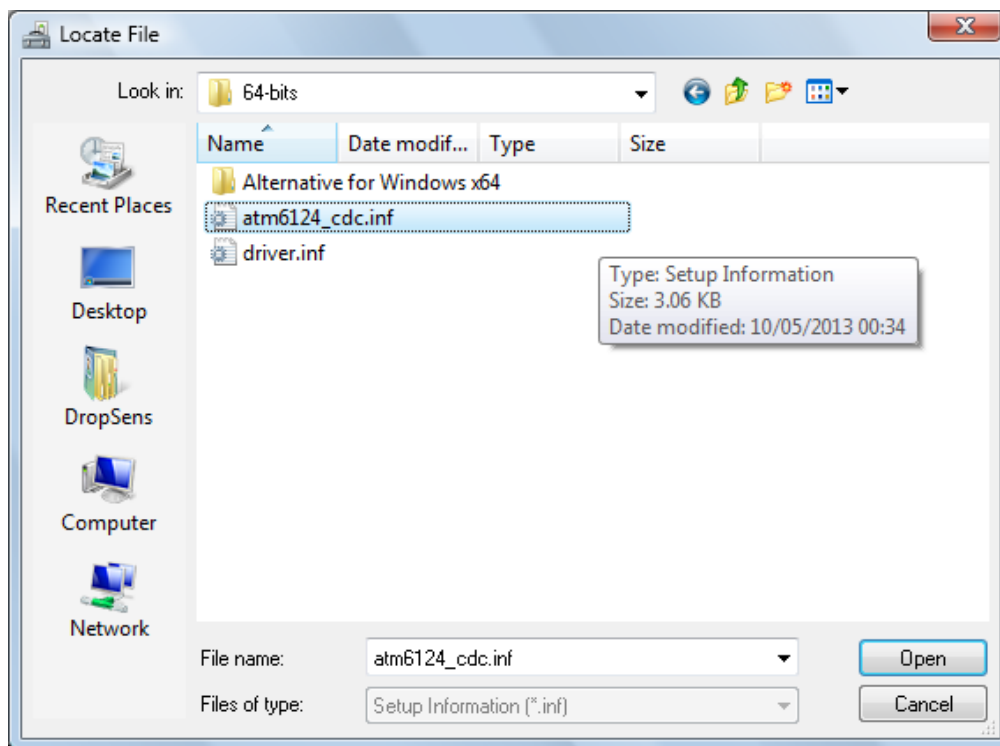 Locate File
Look in: 64-bits
Name Date modif... Type Size
Alternative for Windows x64
atm6124_cdc.inf
driver.inf
Type: Setup Information
Size: 3.06 KB
Date modified: 10/05/2013 00:34
Recent Places
Desktop
DropSens
Computer
Network
File name: atm6124_cdc.inf Open
Files of type: Setup Information (*.inf) Cancel